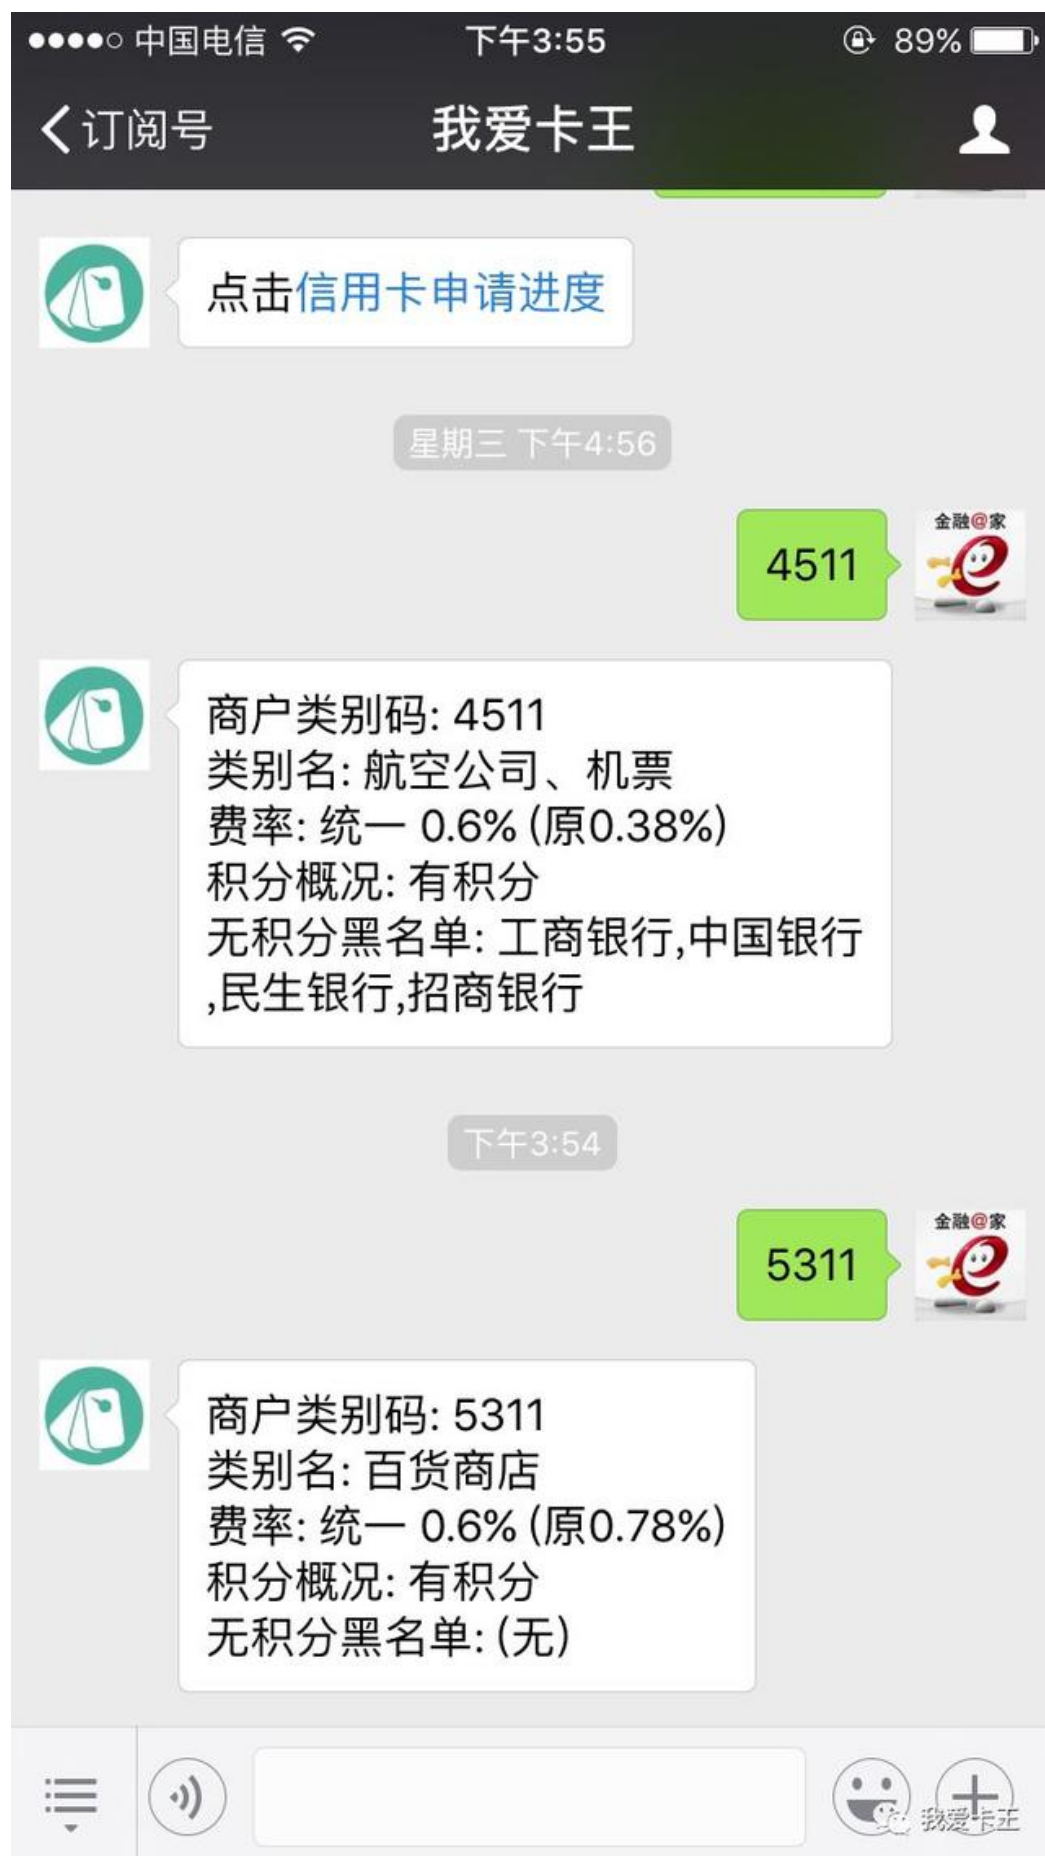 中国电信 下午3:55 89%
订阅号 我爱卡王
点击信用卡申请进度
星期三 下午4:56
金融@家
4511
商户类别码: 4511
类别名: 航空公司、机票
费率: 统一 0.6% (原0.38%)
积分概况: 有积分
无积分黑名单: 工商银行,中国银行
,民生银行,招商银行
下午3:54
金融@家
5311
商户类别码: 5311
类别名: 百货商店
费率: 统一 0.6% (原0.78%)
积分概况: 有积分
无积分黑名单: (无)
我爱卡王